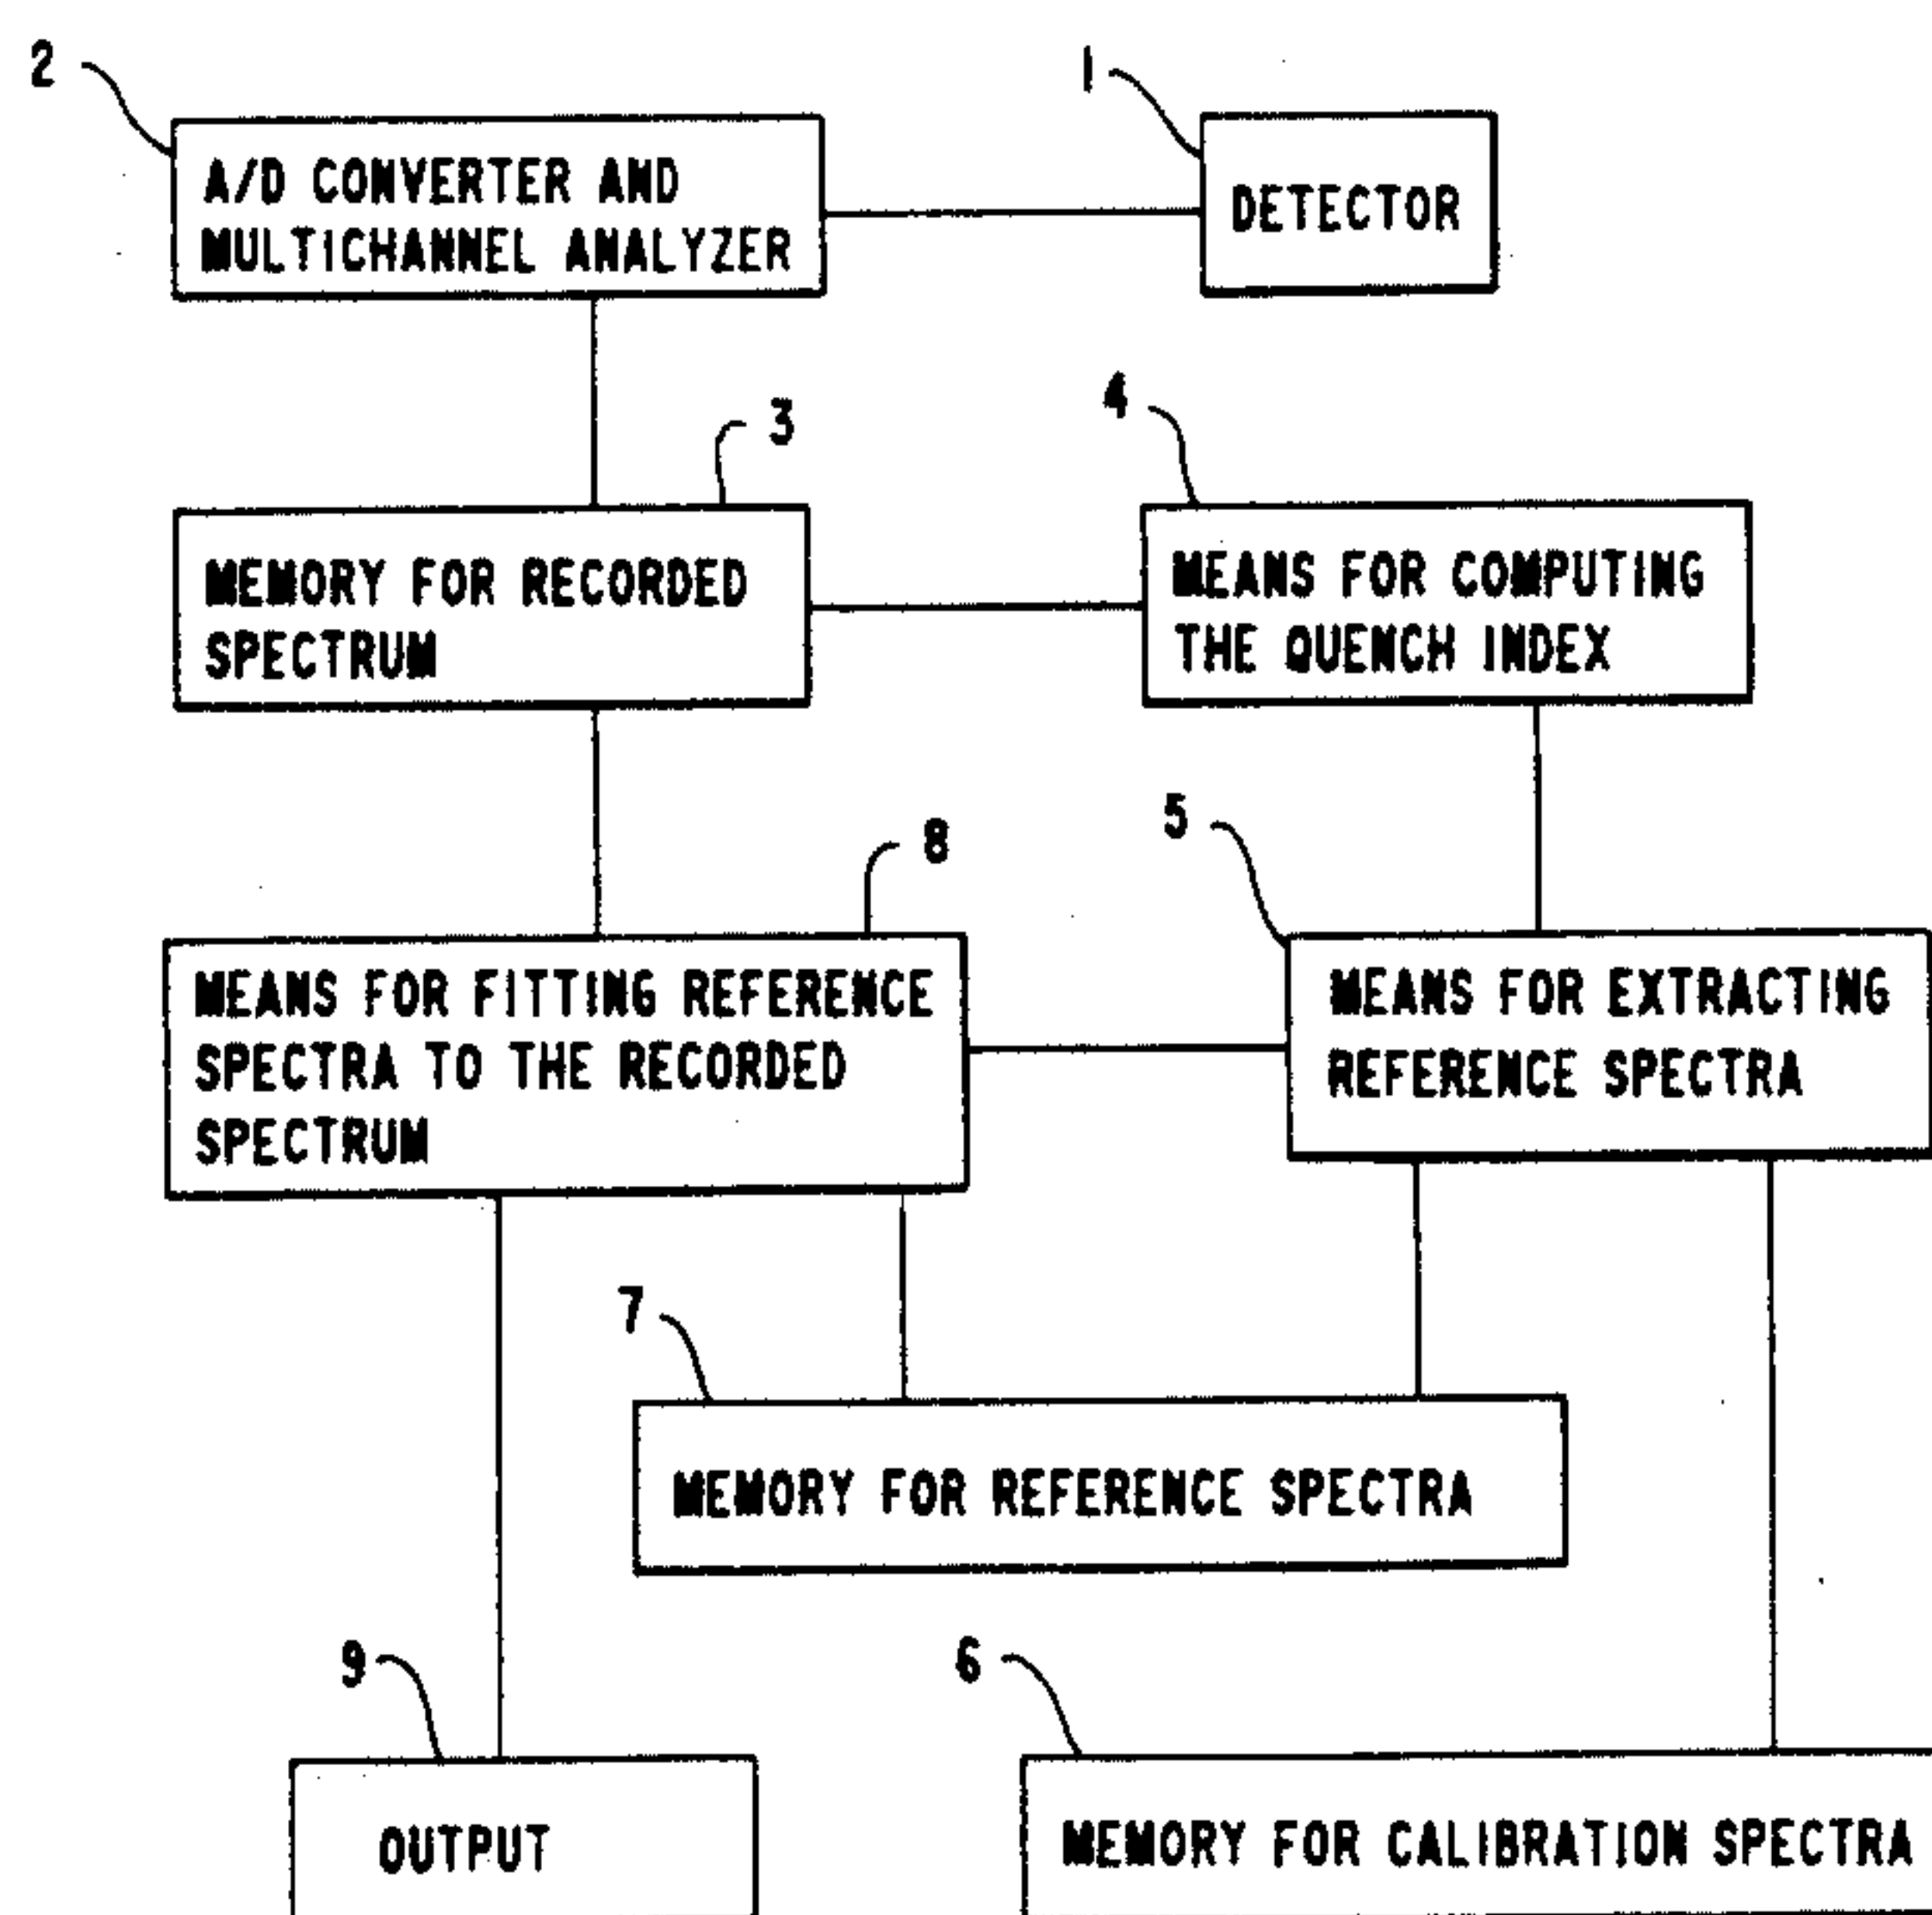 2
1
A/D CONVERTER AND
MULTICHANNEL ANALYZER
DETECTOR
3
4
MEMORY FOR RECORDED
SPECTRUM
MEANS FOR COMPUTING
THE QUENCH INDEX
8
5
MEANS FOR FITTING REFERENCE
SPECTRA TO THE RECORDED
SPECTRUM
MEANS FOR EXTRACTING
REFERENCE SPECTRA
7
MEMORY FOR REFERENCE SPECTRA
9
6
OUTPUT
MEMORY FOR CALIBRATION SPECTRA